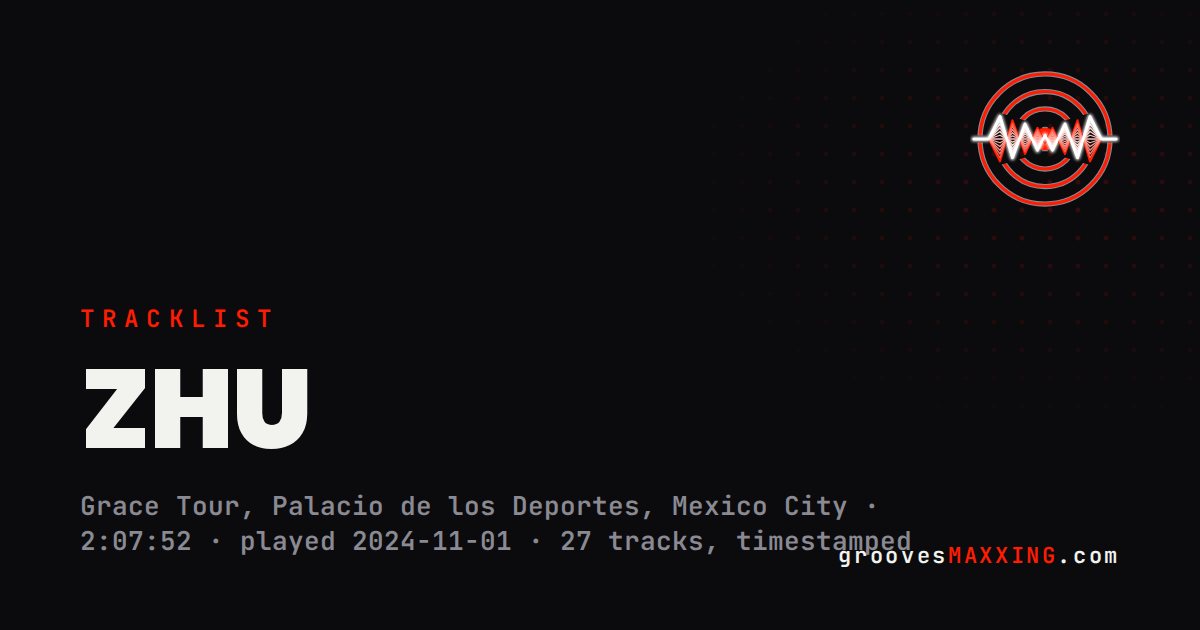 TRACKLIST
ZHU
Grace Tour, Palacio de los Deportes, Mexico City ·
2:07:52 · played 2024-11-01 · 27 tracks, timestamped
groovesMAXXING.com